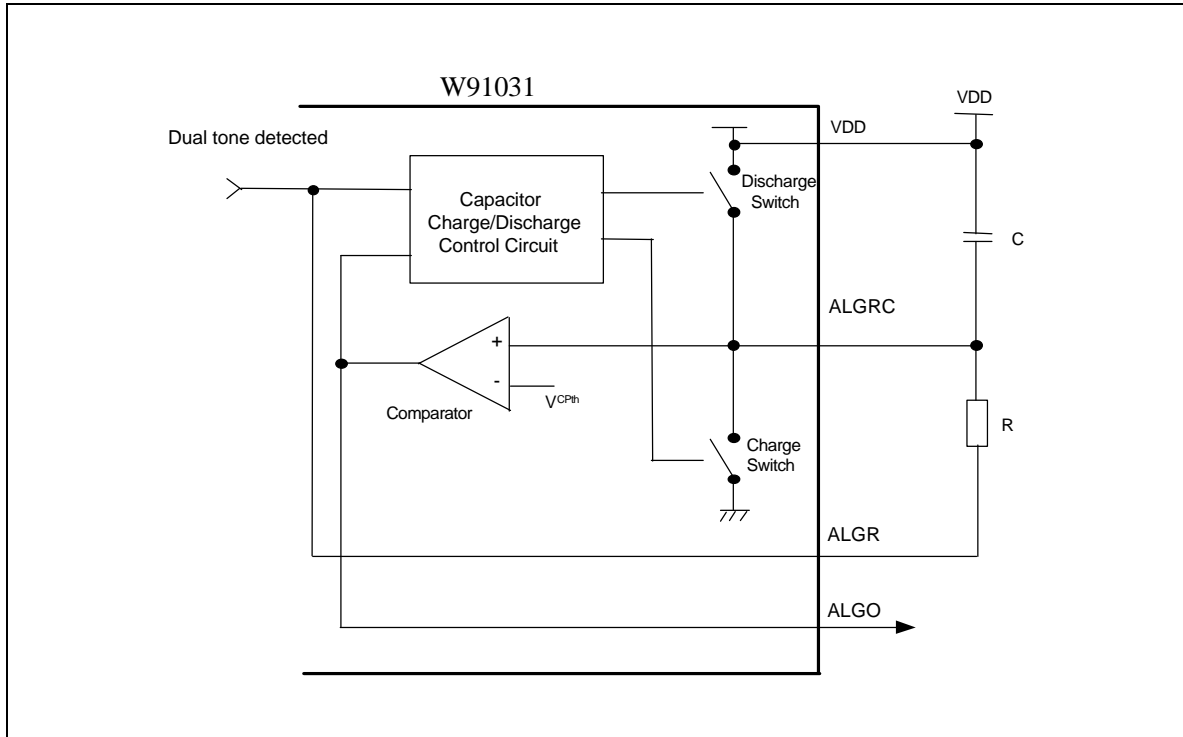 W91031
VDD
VDD
Dual tone detected
Discharge
Switch
Capacitor
Charge/Discharge
Control Circuit
C
ALGRC
+
-
VCPth
Comparator
R
Charge
Switch
ALGR
ALGO